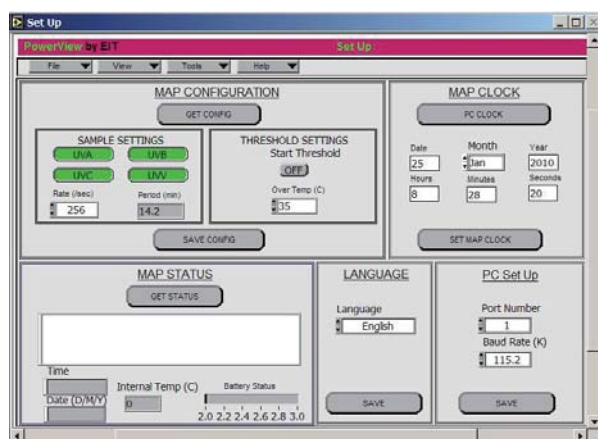 Set Up
PowerView by EIT Set Up
File View Tools Help
MAP CONFIGURATION
GET CONFIG
SAMPLE SETTINGS
UVA UVB
UVC UVV
Rate (/sec) Period (min)
256 14.2
THRESHOLD SETTINGS
Start Threshold
OFF
Over Temp (C)
35
SAVE CONFIG
MAP CLOCK
PC CLOCK
Date Month Year
25 Jan 2010
Hours Minutes Seconds
8 28 20
SET MAP CLOCK
MAP STATUS
GET STATUS
Time
Date (D/M/Y)
Internal Temp (C)
0
Battery Status
2.0 2.2 2.4 2.6 2.8 3.0
LANGUAGE
Language
English
SAVE
PC Set Up
Port Number
1
Baud Rate (K)
115.2
SAVE